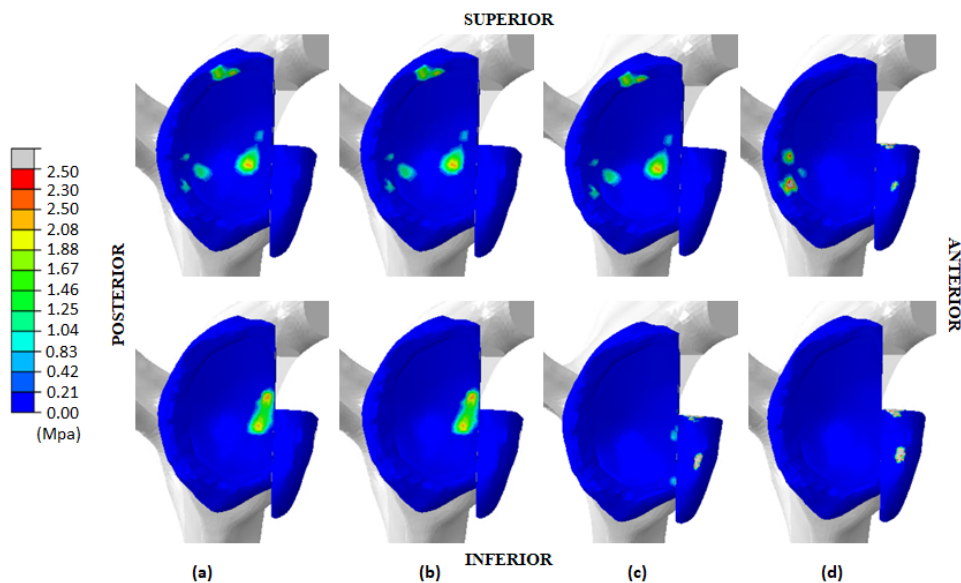 SUPERIOR
2.50
2.30
2.50
2.08
1.88
1.67
1.46
1.25
1.04
0.83
0.42
0.21
0.00
(Mpa)
POSTERIOR
ANTERIOR
INFERIOR
(a) (b) (c) (d)